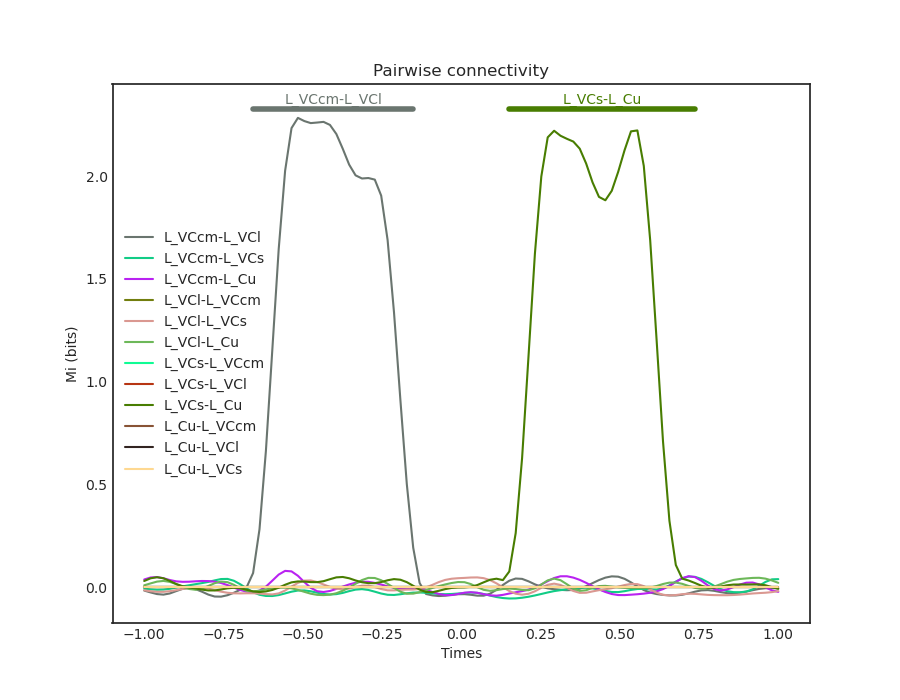 Pairwise connectivity
L_VCcm-L_VCl
L_VCs-L_Cu
Mi (bits)
2.0
1.5
1.0
0.5
0.0
L_VCcm-L_VCl
L_VCcm-L_VCs
L_VCcm-L_Cu
L_VCl-L_VCcm
L_VCl-L_VCs
L_VCl-L_Cu
L_VCs-L_VCcm
L_VCs-L_VCl
L_VCs-L_Cu
L_Cu-L_VCcm
L_Cu-L_VCl
L_Cu-L_VCs
−1.00 −0.75 −0.50 −0.25 0.00 0.25 0.50 0.75 1.00
Times